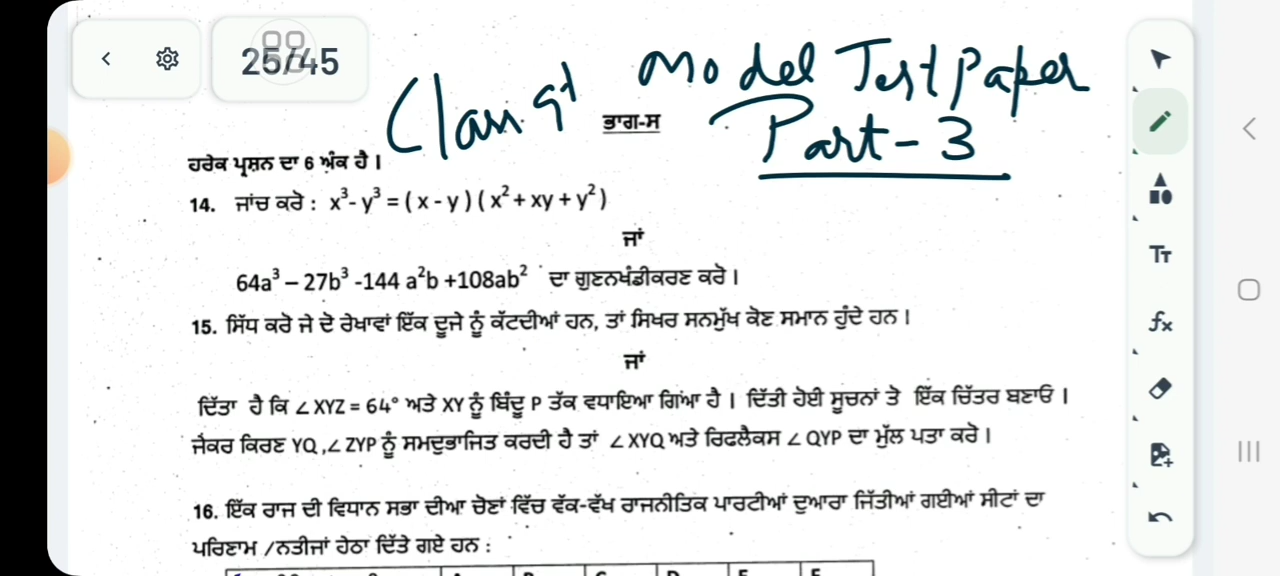 25/45
Class 9th Model Test Paper
Part-3
ਭਾਗ-ਸ
ਹਰੇਕ ਪ੍ਰਸ਼ਨ ਦਾ 6 ਅੰਕ ਹੈ ।
14. ਜਾਂਚ ਕਰੋ : x³- y³ = ( x - y ) ( x² + xy + y² )
ਜਾਂ
64a³ – 27b³ -144 a²b +108ab² ਦਾ ਗੁਣਨਖੰਡੀਕਰਣ ਕਰੋ ।
15. ਸਿੱਧ ਕਰੋ ਜੇ ਦੋ ਰੇਖਾਵਾਂ ਇੱਕ ਦੂਜੇ ਨੂੰ ਕੱਟਦੀਆਂ ਹਨ, ਤਾਂ ਸਿਖਰ ਸਨਮੁੱਖ ਕੋਣ ਸਮਾਨ ਹੁੰਦੇ ਹਨ ।
ਜਾਂ
ਦਿੱਤਾ ਹੈ ਕਿ ∠ XYZ = 64° ਅਤੇ XY ਨੂੰ ਬਿੰਦੂ P ਤੱਕ ਵਧਾਇਆ ਗਿਆ ਹੈ । ਦਿੱਤੀ ਹੋਈ ਸੂਚਨਾਂ ਤੋ ਇੱਕ ਚਿੱਤਰ ਬਣਾਓ ।
ਜੇਕਰ ਕਿਰਣ YQ ,∠ ZYP ਨੂੰ ਸਮਦੁਭਾਜਿਤ ਕਰਦੀ ਹੈ ਤਾਂ ∠ XYQ ਅਤੇ ਰਿਫਲੈਕਸ ∠ QYP ਦਾ ਮੁੱਲ ਪਤਾ ਕਰੋ ।
16. ਇੱਕ ਰਾਜ ਦੀ ਵਿਧਾਨ ਸਭਾ ਦੀਆ ਚੋਣਾਂ ਵਿੱਚ ਵੱਕ-ਵੱਖ ਰਾਜਨੀਤਿਕ ਪਾਰਟੀਆਂ ਦੁਆਰਾ ਜਿੱਤੀਆਂ ਗਈਆਂ ਸੀਟਾਂ ਦਾ
ਪਰਿਣਾਮ /ਨਤੀਜਾਂ ਹੇਠਾ ਦਿੱਤੇ ਗਏ ਹਨ :